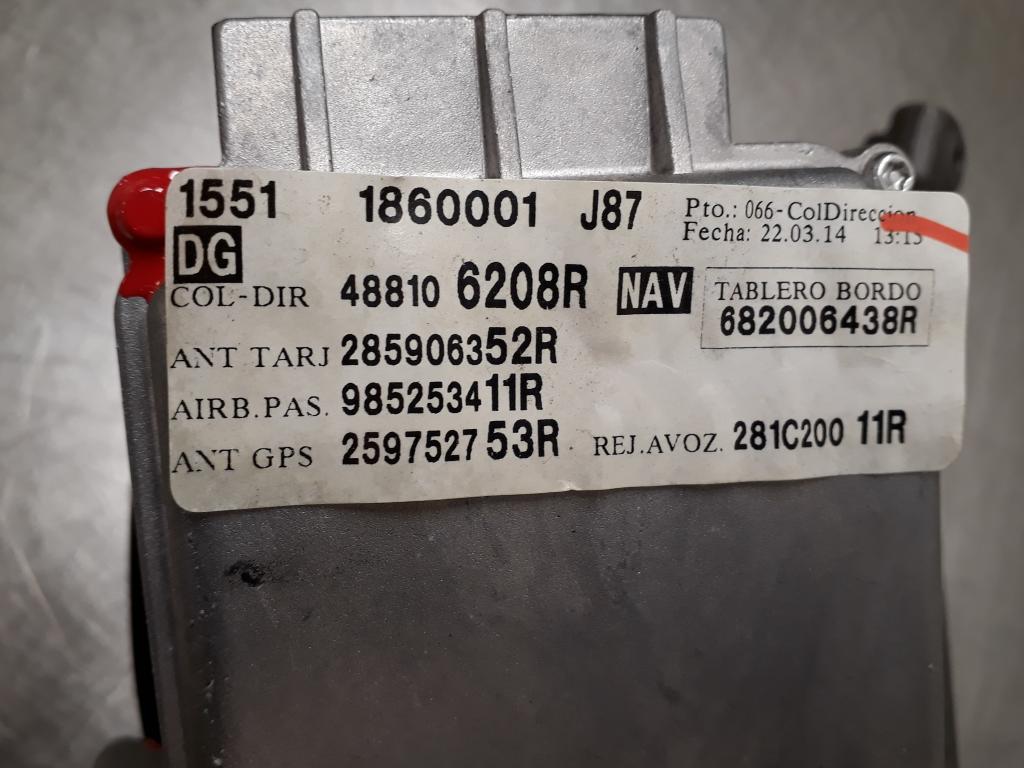 1551 1860001 J87 Pto.: 066-ColDireccion
DG Fecha: 22.03.14 13:13
COL-DIR 48810 6208R NAV TABLERO BORDO
682006438R
ANT TARJ 285906352R
AIRB.PAS. 985253411R
ANT GPS 259752753R REJ.AVOZ. 281C200 11R